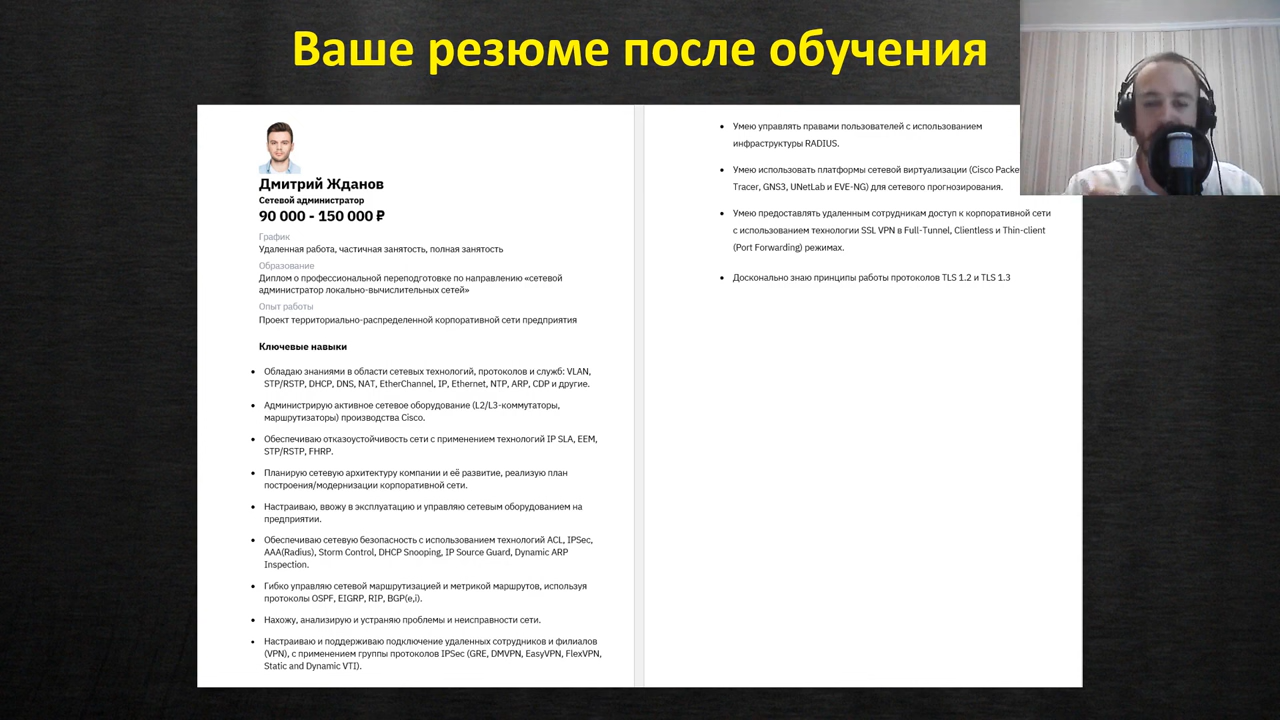 Ваше резюме после обучения
Дмитрий Жданов
Сетевой администратор
90 000 - 150 000 ₽
График
Удаленная работа, частичная занятость, полная занятость
Образование
Диплом о профессиональной переподготовке по направлению «сетевой
администратор локально-вычислительных сетей»
Опыт работы
Проект территориально-распределенной корпоративной сети предприятия
Ключевые навыки
• Обладаю знаниями в области сетевых технологий, протоколов и служб: VLAN,
STP/RSTP, DHCP, DNS, NAT, EtherChannel, IP, Ethernet, NTP, ARP, CDP и другие.
• Администрирую активное сетевое оборудование (L2/L3-коммутаторы,
маршрутизаторы) производства Cisco.
• Обеспечиваю отказоустойчивость сети с применением технологий IP SLA, EEM,
STP/RSTP, FHRP.
• Планирую сетевую архитектуру компании и её развитие, реализую план
построения/модернизации корпоративной сети.
• Настраиваю, ввожу в эксплуатацию и управляю сетевым оборудованием на
предприятии.
• Обеспечиваю сетевую безопасность с использованием технологий ACL, IPSec,
AAA(Radius), Storm Control, DHCP Snooping, IP Source Guard, Dynamic ARP
Inspection.
• Гибко управляю сетевой маршрутизацией и метрикой маршрутов, используя
протоколы OSPF, EIGRP, RIP, BGP(e,i).
• Нахожу, анализирую и устраняю проблемы и неисправности сети.
• Настраиваю и поддерживаю подключение удаленных сотрудников и филиалов
(VPN), с применением группы протоколов IPSec (GRE, DMVPN, EasyVPN, FlexVPN,
Static and Dynamic VTI).
• Умею управлять правами пользователей с использованием
инфраструктуры RADIUS.
• Умею использовать платформы сетевой виртуализации (Cisco Packe
Tracer, GNS3, UNetLab и EVE-NG) для сетевого прогнозирования.
• Умею предоставлять удаленным сотрудникам доступ к корпоративной сети
с использованием технологии SSL VPN в Full-Tunnel, Clientless и Thin-client
(Port Forwarding) режимах.
• Досконально знаю принципы работы протоколов TLS 1.2 и TLS 1.3